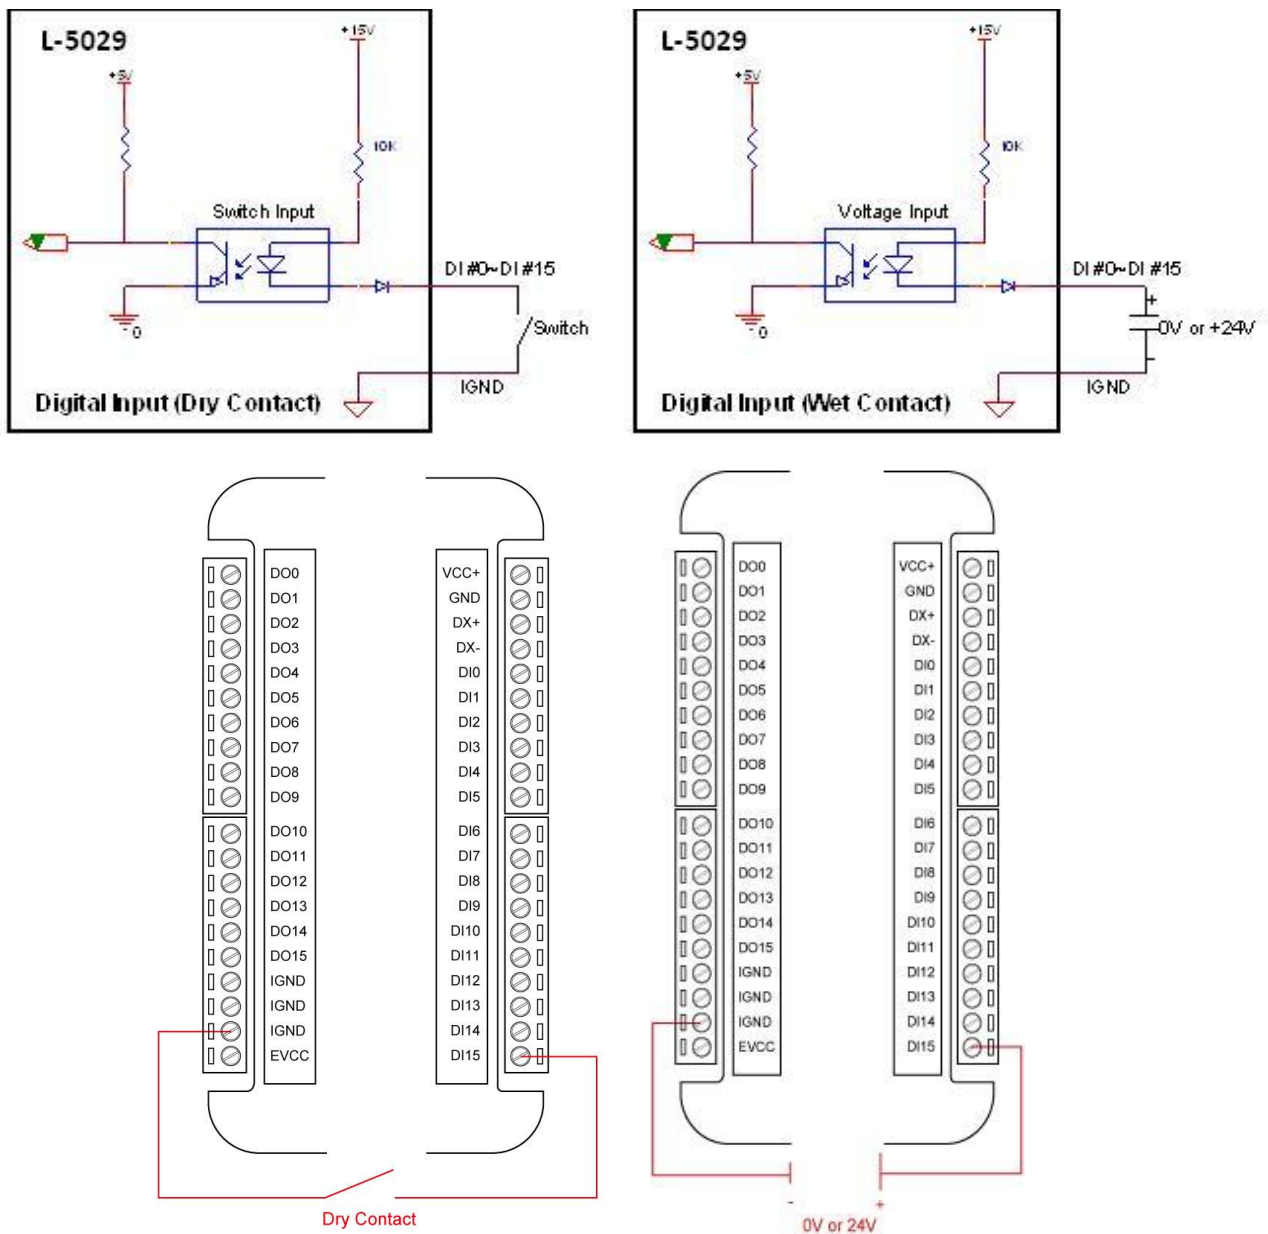 L-5029
+15V
+5V
10K
Switch Input
DI #0~DI #15
Switch
0
IGND
Digital Input (Dry Contact)
L-5029
+15V
+5V
10K
Voltage Input
DI #0~DI #15
+
0V or +24V
-
0
IGND
Digital Input (Wet Contact)
DO0
DO1
DO2
DO3
DO4
DO5
DO6
DO7
DO8
DO9
DO10
DO11
DO12
DO13
DO14
DO15
IGND
IGND
IGND
EVCC
VCC+
GND
DX+
DX-
DI0
DI1
DI2
DI3
DI4
DI5
DI6
DI7
DI8
DI9
DI10
DI11
DI12
DI13
DI14
DI15
Dry Contact
DO0
DO1
DO2
DO3
DO4
DO5
DO6
DO7
DO8
DO9
DO10
DO11
DO12
DO13
DO14
DO15
IGND
IGND
IGND
EVCC
VCC+
GND
DX+
DX-
DI0
DI1
DI2
DI3
DI4
DI5
DI6
DI7
DI8
DI9
DI10
DI11
DI12
DI13
DI14
DI15
- +
0V or 24V